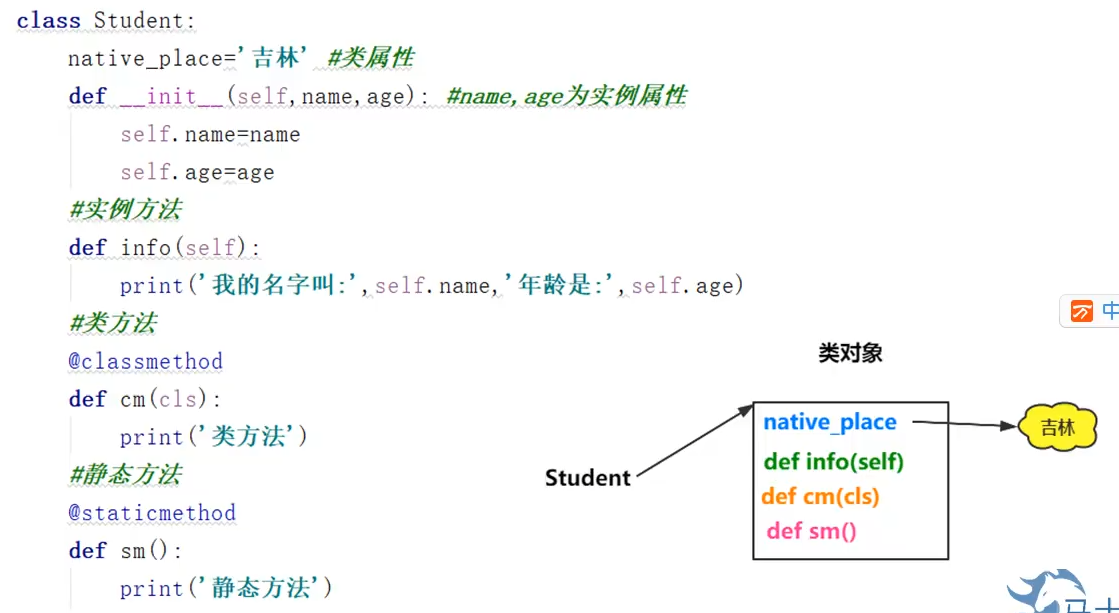 class Student:
native_place='吉林' #类属性
def __init__(self,name,age): #name,age为实例属性
self.name=name
self.age=age
#实例方法
def info(self):
print('我的名字叫:',self.name,'年龄是:',self.age)
#类方法
@classmethod
def cm(cls):
print('类方法')
#静态方法
@staticmethod
def sm():
print('静态方法')
中
类对象
Student
native_place
吉林
def info(self)
def cm(cls)
def sm()